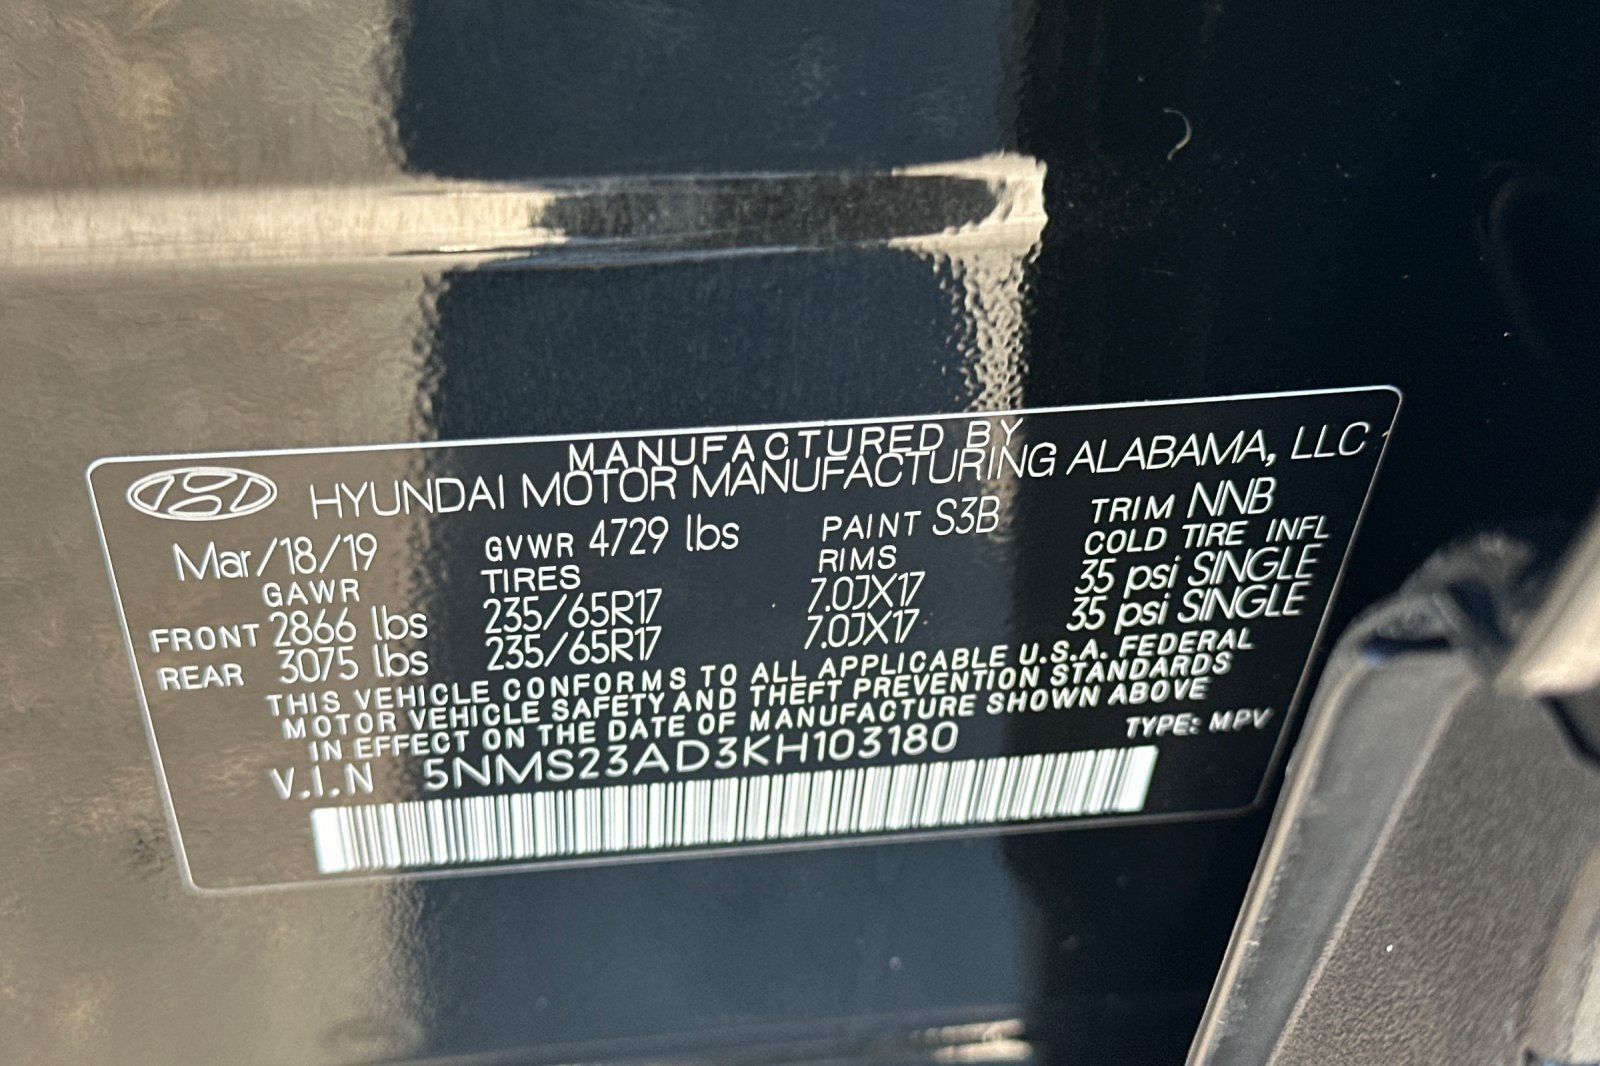 MANUFACTURED BY
HYUNDAI MOTOR MANUFACTURING ALABAMA, LLC
Mar/18/19 GVWR 4729 lbs PAINT S3B TRIM NNB
GAWR TIRES RIMS COLD TIRE INFL
FRONT 2866 lbs 235/65R17 7.0JX17 35 psi SINGLE
REAR 3075 lbs 235/65R17 7.0JX17 35 psi SINGLE
THIS VEHICLE CONFORMS TO ALL APPLICABLE U.S.A. FEDERAL
MOTOR VEHICLE SAFETY AND THEFT PREVENTION STANDARDS
IN EFFECT ON THE DATE OF MANUFACTURE SHOWN ABOVE
V.I.N 5NMS23AD3KH103180 TYPE: MPV